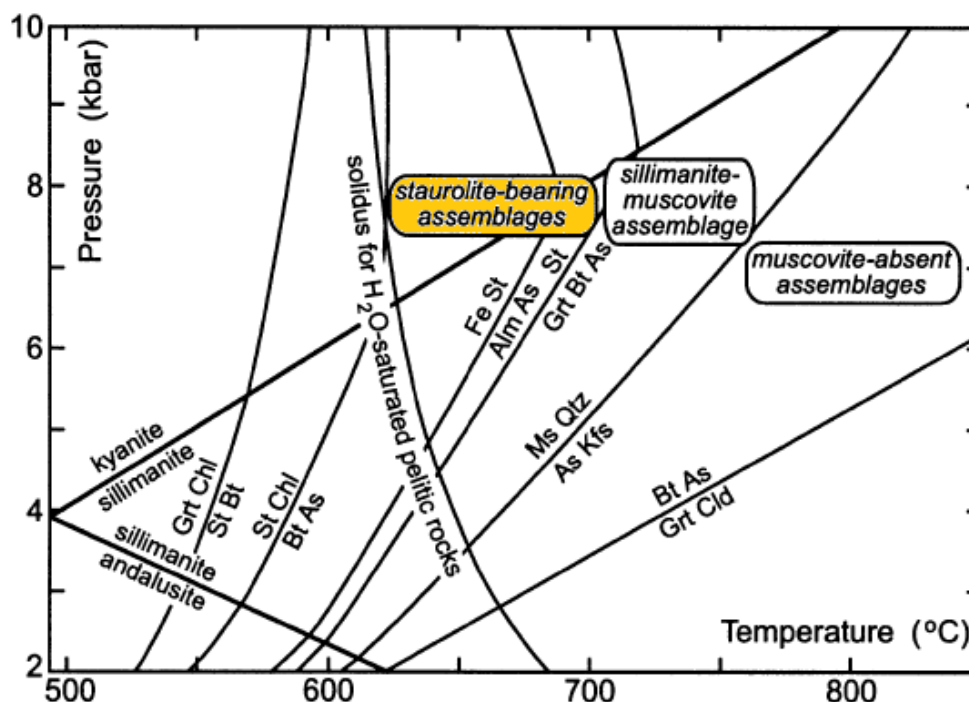 10
8
6
4
2
Pressure (kbar)
500
600
700
800
Temperature (ºC)
kyanite
sillimanite
sillimanite
andalusite
Grt Chl
St Bt
St Chl
Bt As
solidus for H₂O-saturated pelitic rocks
staurolite-bearing
assemblages
sillimanite-
muscovite
assemblage
muscovite-absent
assemblages
Fe St
Alm As
St
Grt Bt As
Ms Qtz
As Kfs
Bt As
Grt Cld